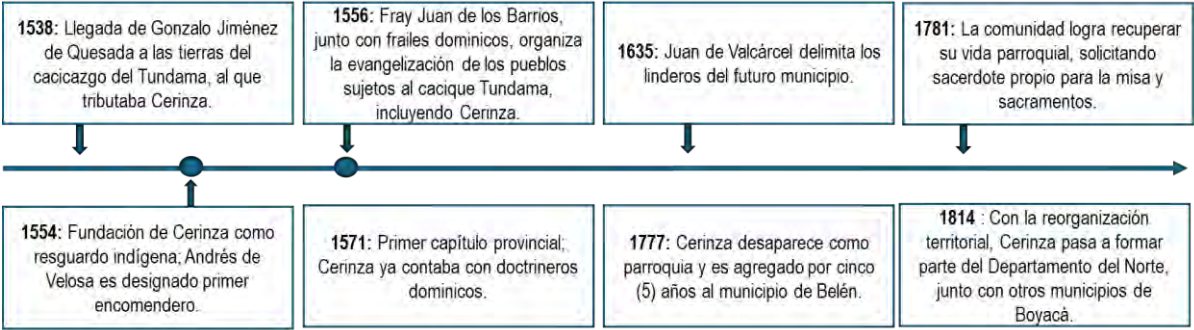 1538: Llegada de Gonzalo Jiménez
de Quesada a las tierras del
cacicazgo del Tundama, al que
tributaba Cerinza.
1556: Fray Juan de los Barrios,
junto con frailes dominicos, organiza
la evangelización de los pueblos
sujetos al cacique Tundama,
incluyendo Cerinza.
1635: Juan de Valcárcel delimita los
linderos del futuro municipio.
1781: La comunidad logra recuperar
su vida parroquial, solicitando
sacerdote propio para la misa y
sacramentos.
1554: Fundación de Cerinza como
resguardo indígena; Andrés de
Velosa es designado primer
encomendero.
1571: Primer capítulo provincial;
Cerinza ya contaba con doctrineros
dominicos.
1777: Cerinza desaparece como
parroquia y es agregado por cinco
(5) años al municipio de Belén.
1814 : Con la reorganización
territorial, Cerinza pasa a formar
parte del Departamento del Norte,
junto con otros municipios de
Boyacá.